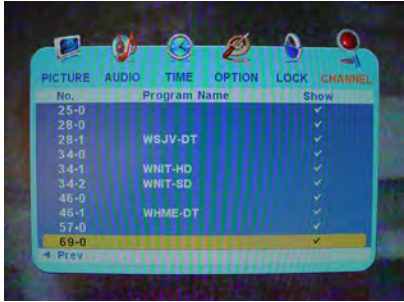 PICTURE AUDIO TIME OPTION LOCK CHANNEL
No. Program Name Show
25-0
28-0
28-1 WSJV-DT
34-0
34-1 WNIT-HD
34-2 WNIT-SD
46-0
46-1 WHME-DT
57-0
69-0
Prev